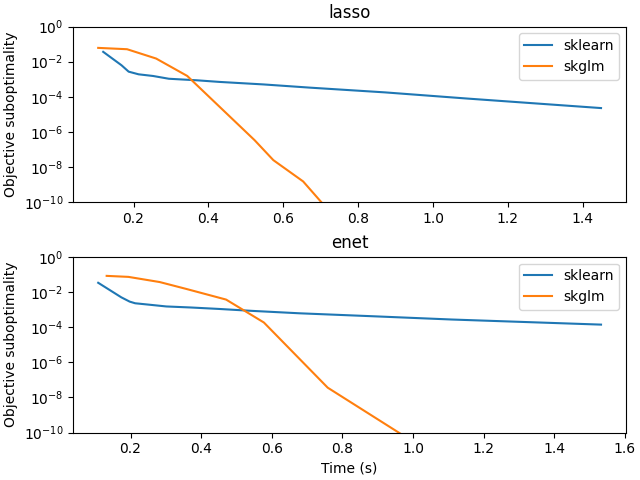 lasso
Objective suboptimality
10^0
10^-2
10^-4
10^-6
10^-8
10^-10
sklearn
skglm
0.2 0.4 0.6 0.8 1.0 1.2 1.4
enet
Objective suboptimality
10^0
10^-2
10^-4
10^-6
10^-8
10^-10
sklearn
skglm
0.2 0.4 0.6 0.8 1.0 1.2 1.4 1.6
Time (s)